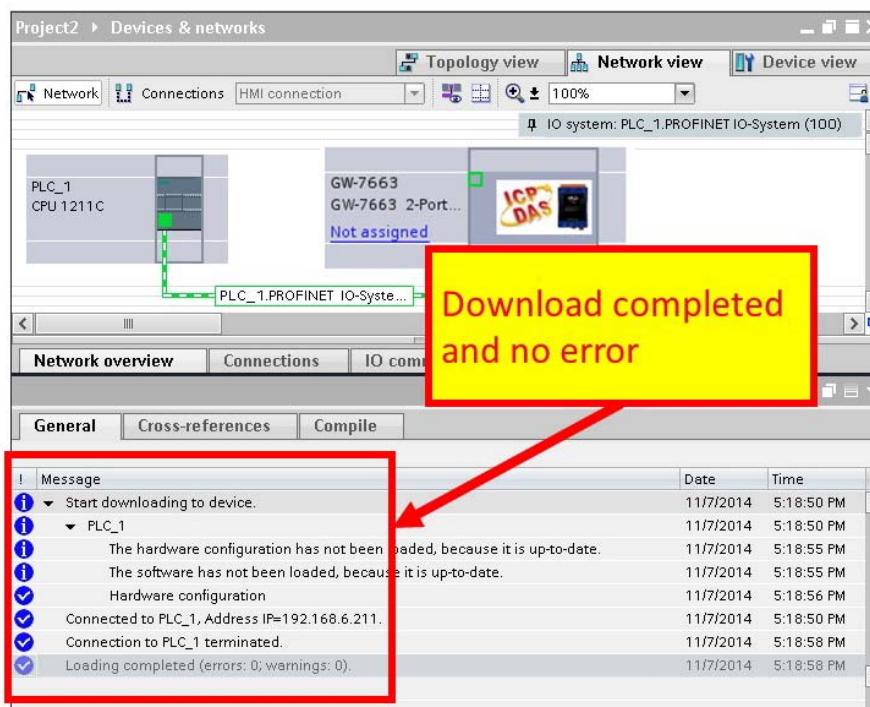 Project2 ▸ Devices & networks
Topology view Network view Device view
Network Connections HMI connection 100%
IO system: PLC_1.PROFINET IO-System (100)
PLC_1
CPU 1211C
GW-7663
GW-7663 2-Port...
Not assigned
ICP
DAS
PLC_1.PROFINET IO-Syste...
Download completed
and no error
Network overview Connections IO com
General Cross-references Compile
! Message Date Time
Start downloading to device. 11/7/2014 5:18:50 PM
PLC_1 11/7/2014 5:18:50 PM
The hardware configuration has not been loaded, because it is up-to-date. 11/7/2014 5:18:55 PM
The software has not been loaded, because it is up-to-date. 11/7/2014 5:18:55 PM
Hardware configuration 11/7/2014 5:18:56 PM
Connected to PLC_1, Address IP=192.168.6.211. 11/7/2014 5:18:50 PM
Connection to PLC_1 terminated. 11/7/2014 5:18:58 PM
Loading completed (errors: 0; warnings: 0). 11/7/2014 5:18:58 PM